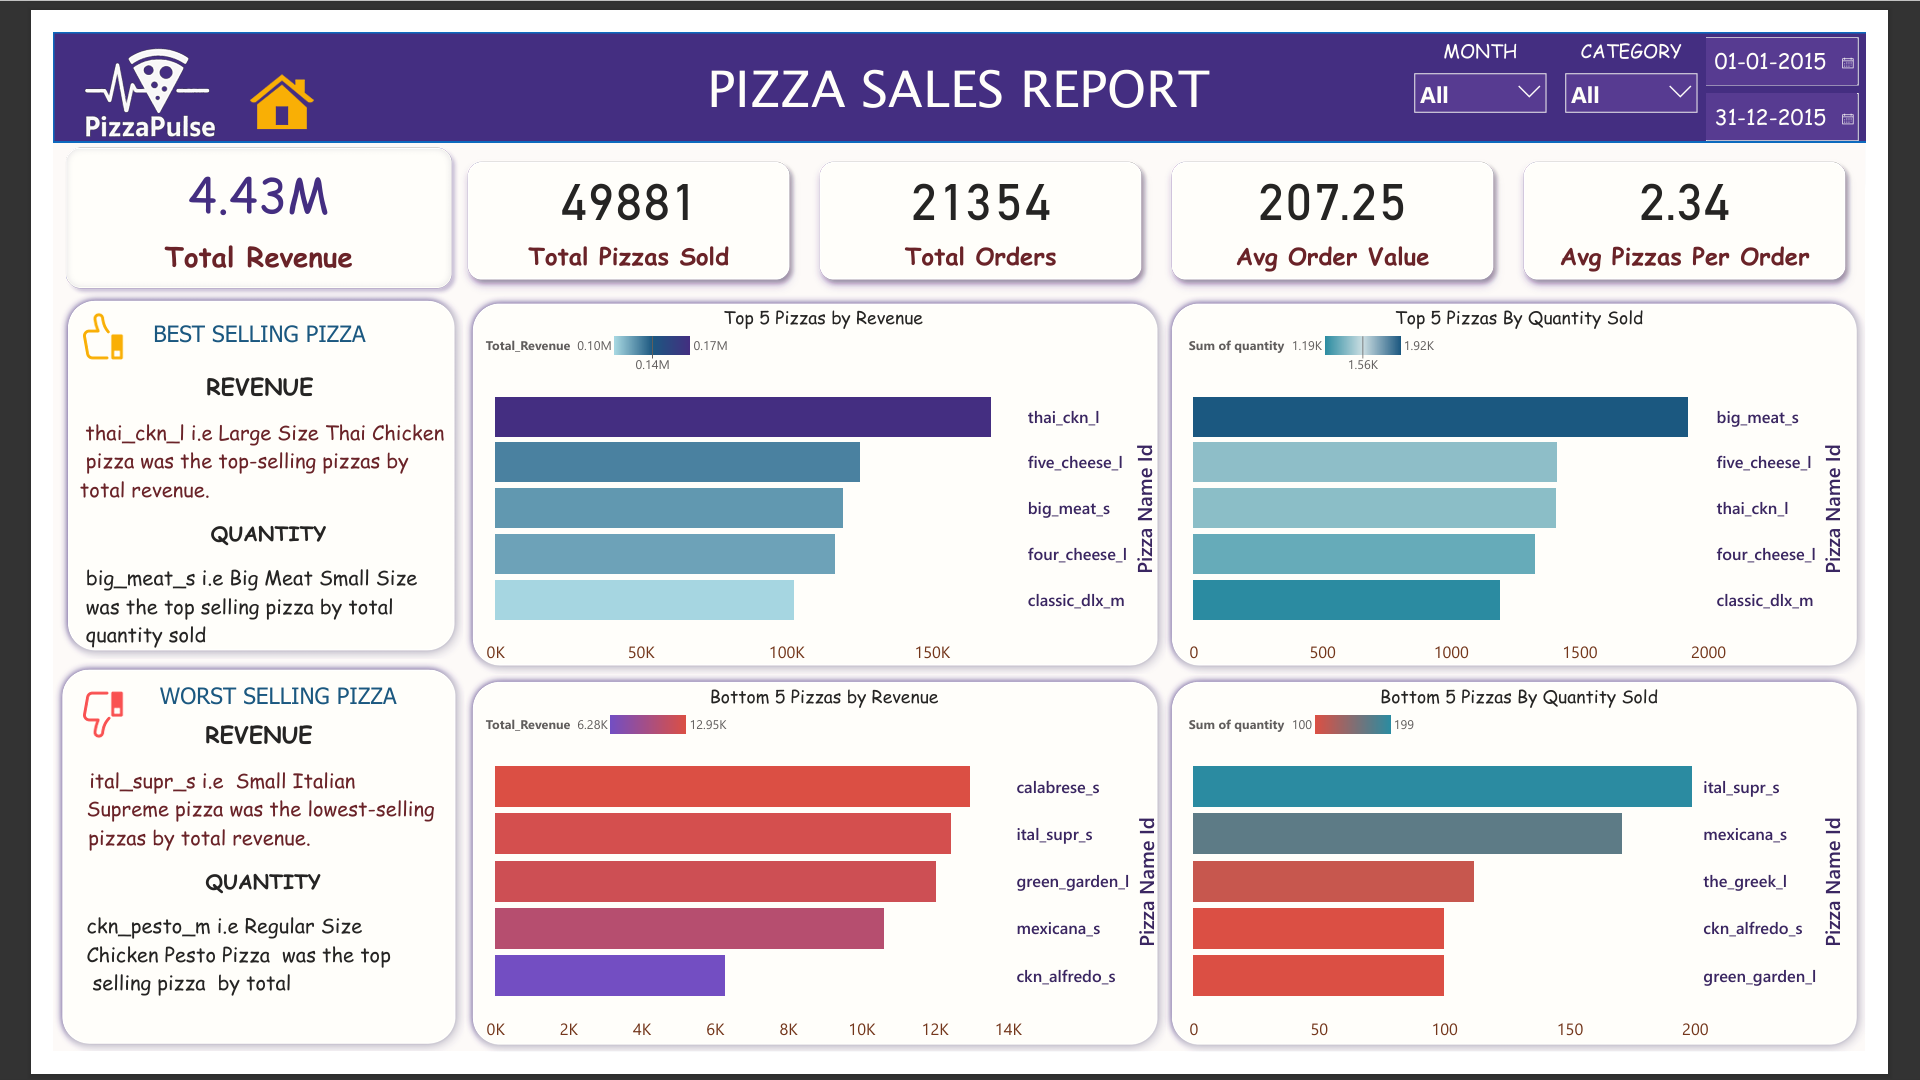 PizzaPulse
PIZZA SALES REPORT
MONTH
All
CATEGORY
All
01-01-2015
31-12-2015
4.43M
Total Revenue
49881
Total Pizzas Sold
21354
Total Orders
207.25
Avg Order Value
2.34
Avg Pizzas Per Order
BEST SELLING PIZZA
REVENUE
thai_ckn_l i.e Large Size Thai Chicken
pizza was the top-selling pizzas by
total revenue.
QUANTITY
big_meat_s i.e Big Meat Small Size
was the top selling pizza by total
quantity sold
Top 5 Pizzas by Revenue
Total_Revenue 0.10M 0.17M
0.14M
thai_ckn_l
five_cheese_l
big_meat_s
four_cheese_l
classic_dlx_m
Pizza Name Id
0K 50K 100K 150K
Top 5 Pizzas By Quantity Sold
Sum of quantity 1.19K 1.92K
1.56K
big_meat_s
five_cheese_l
thai_ckn_l
four_cheese_l
classic_dlx_m
Pizza Name Id
0 500 1000 1500 2000
WORST SELLING PIZZA
REVENUE
ital_supr_s i.e Small Italian
Supreme pizza was the lowest-selling
pizzas by total revenue.
QUANTITY
ckn_pesto_m i.e Regular Size
Chicken Pesto Pizza was the top
selling pizza by total
Bottom 5 Pizzas by Revenue
Total_Revenue 6.28K 12.95K
calabrese_s
ital_supr_s
green_garden_l
mexicana_s
ckn_alfredo_s
Pizza Name Id
0K 2K 4K 6K 8K 10K 12K 14K
Bottom 5 Pizzas By Quantity Sold
Sum of quantity 100 199
ital_supr_s
mexicana_s
the_greek_l
ckn_alfredo_s
green_garden_l
Pizza Name Id
0 50 100 150 200